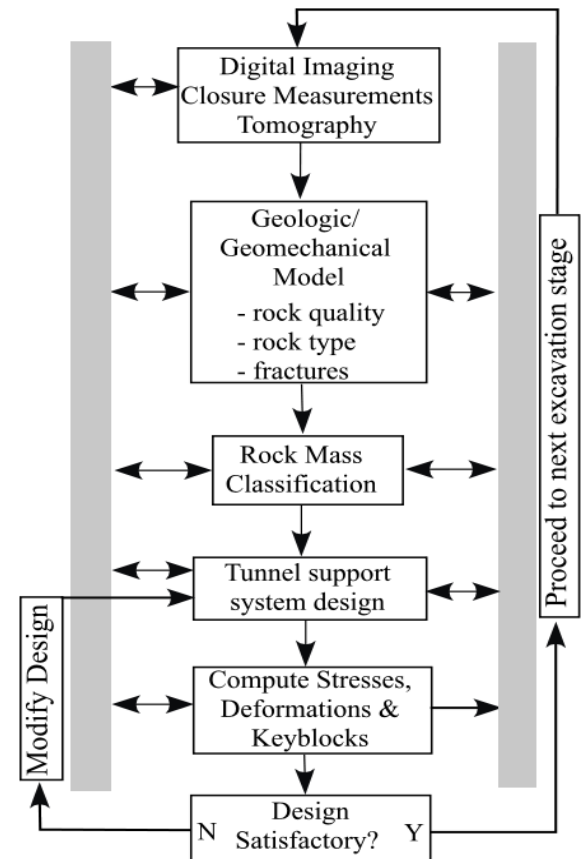 Digital Imaging
Closure Measurements
Tomography
Geologic/
Geomechanical
Model
- rock quality
- rock type
- fractures
Rock Mass
Classification
Tunnel support
system design
Compute Stresses,
Deformations &
Keyblocks
N
Design
Satisfactory?
Y
Modify Design
Proceed to next excavation stage